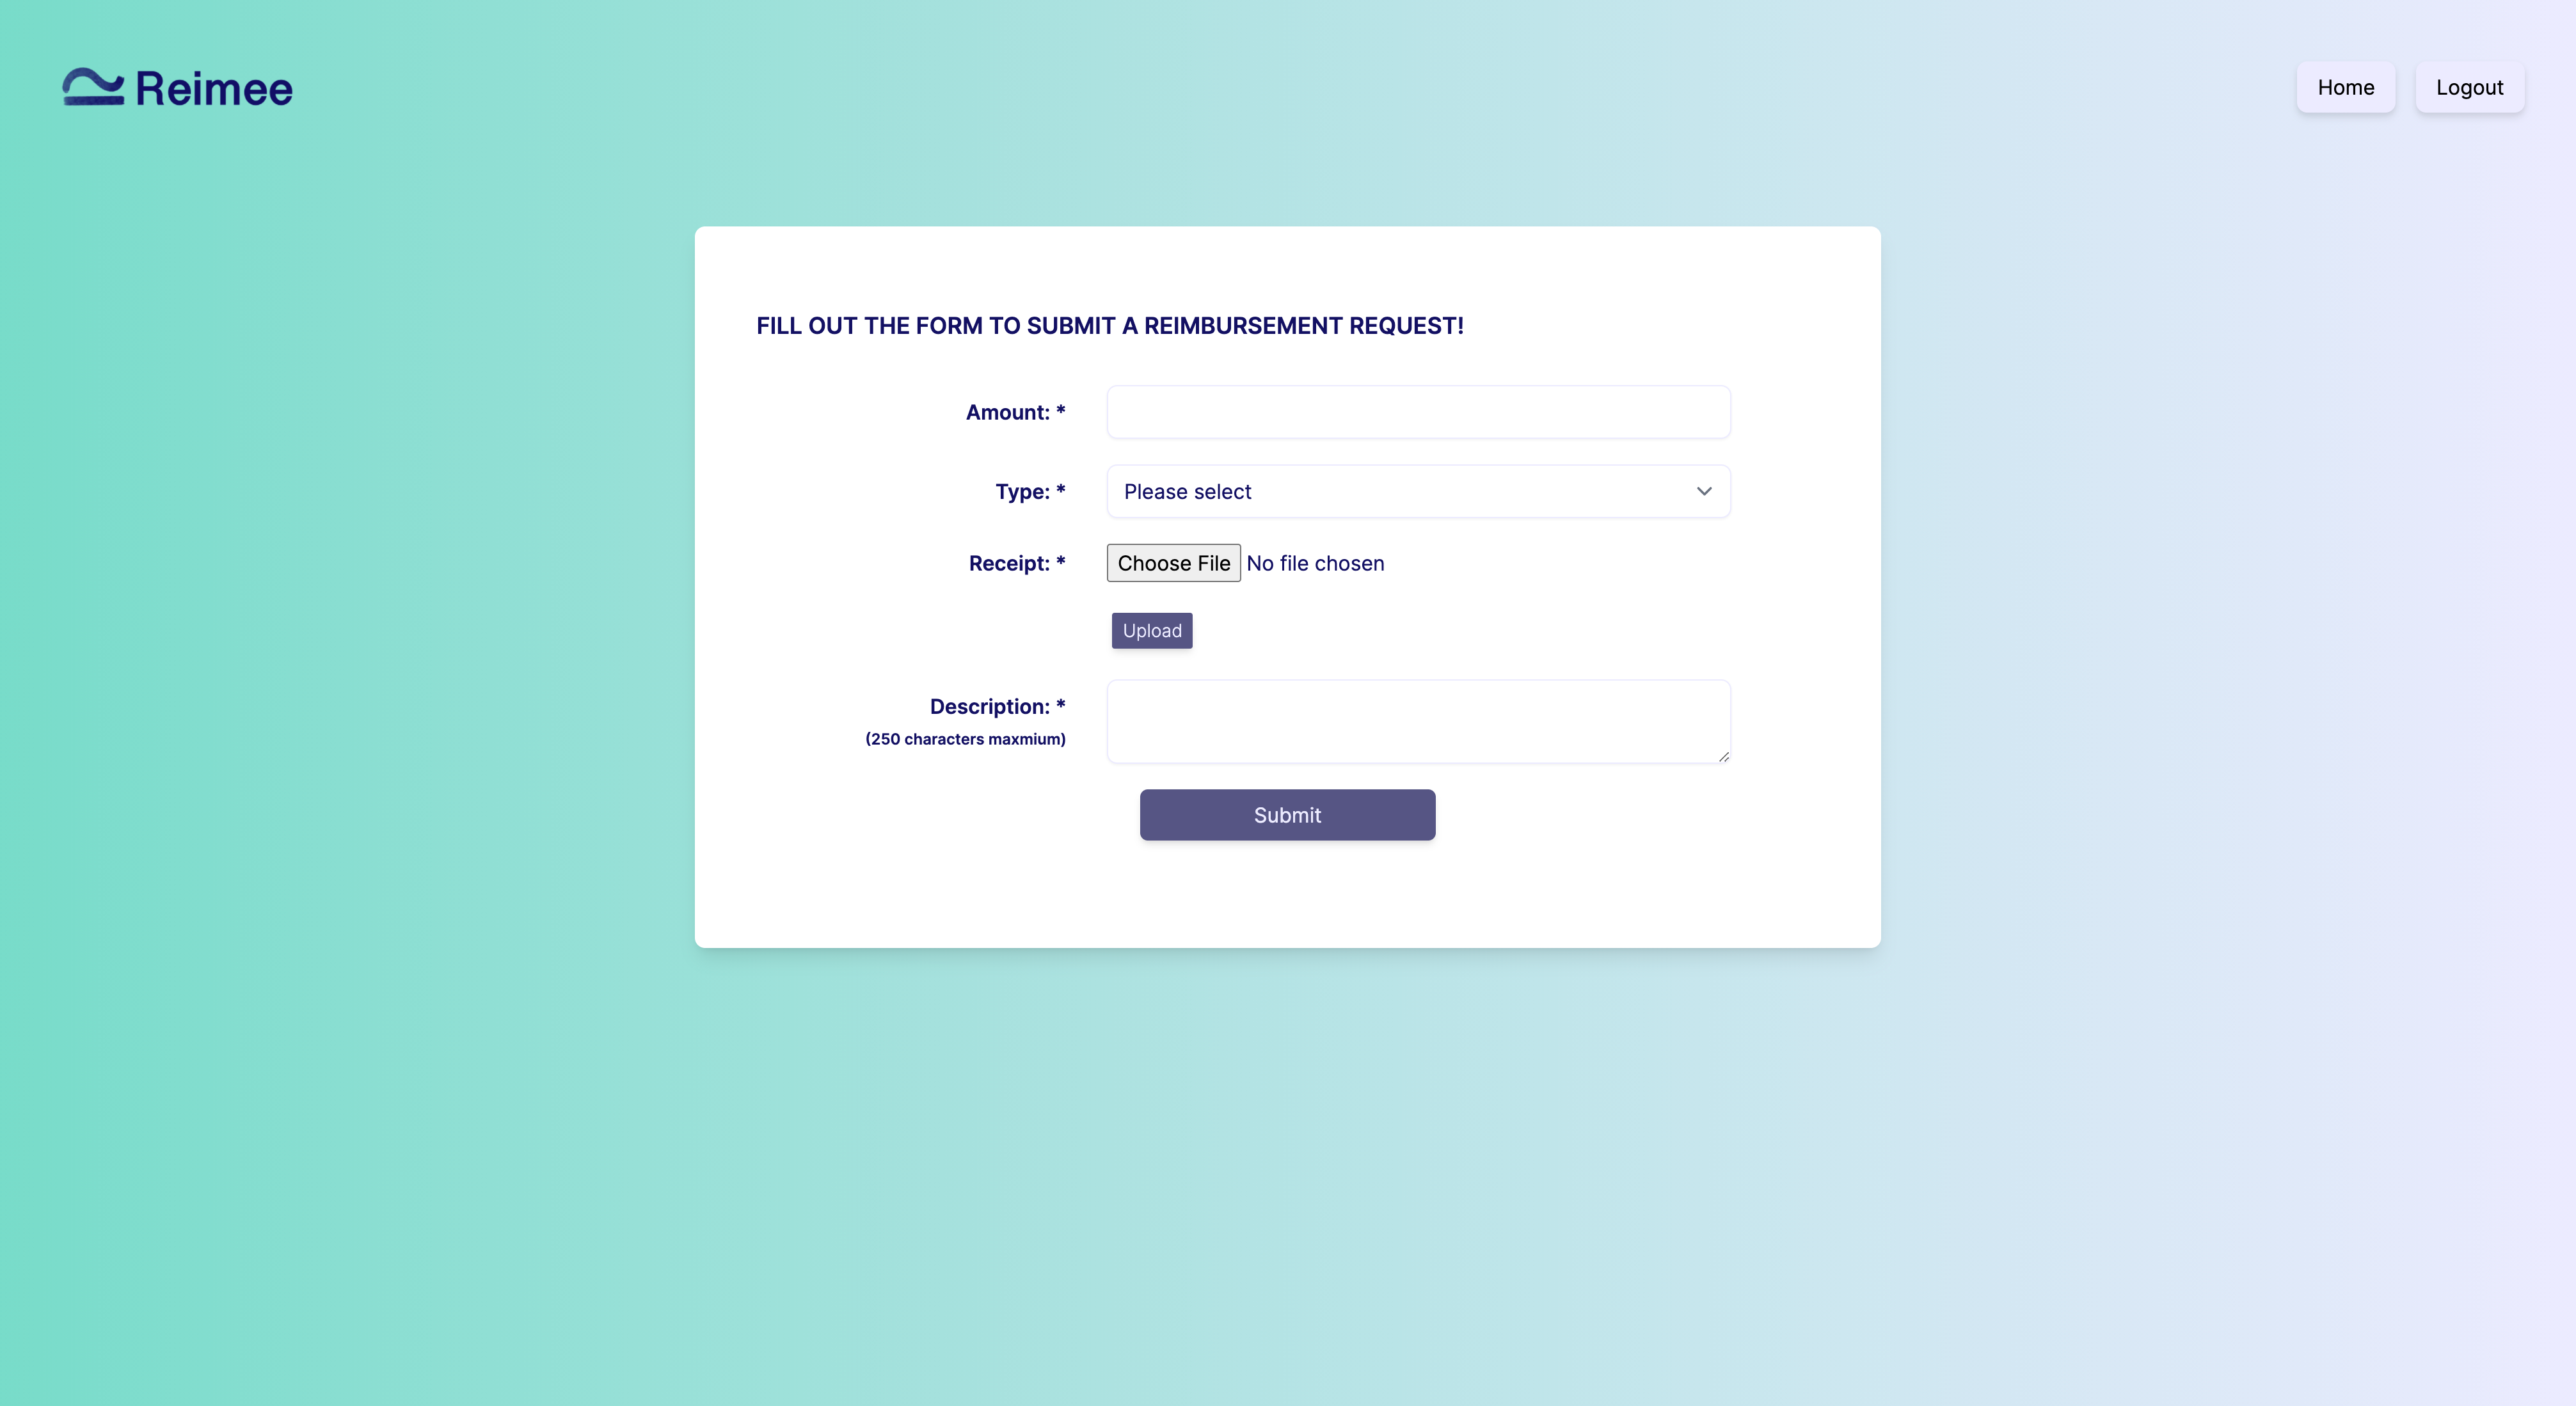 Reimee
Home
Logout
FILL OUT THE FORM TO SUBMIT A REIMBURSEMENT REQUEST!
Amount: *
Type: *
Please select
Receipt: *
Choose File No file chosen
Upload
Description: *
(250 characters maxmium)
Submit